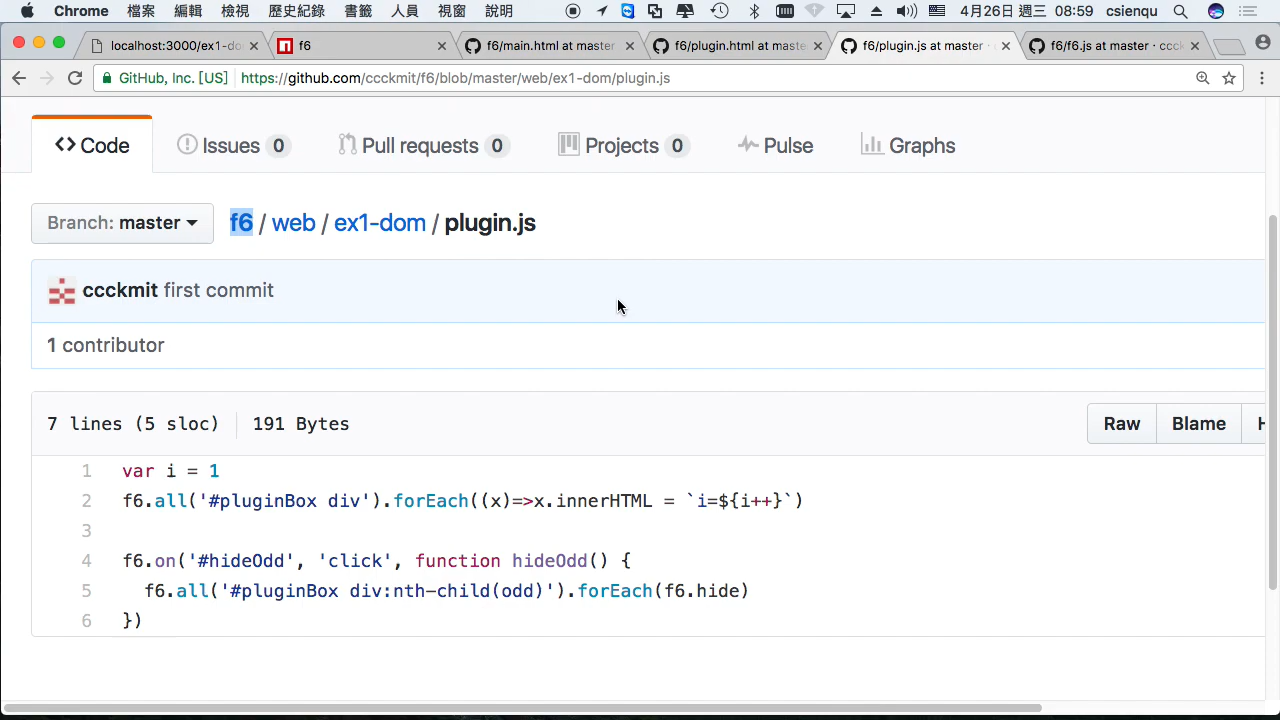 Chrome 檔案 編輯 檢視 歷史紀錄 書籤 人員 視窗 說明 4月26日 週三 08:59 csienqu
localhost:3000/ex1-do f6 f6/main.html at master f6/plugin.html at maste f6/plugin.js at master · f6/f6.js at master · ccck
GitHub, Inc. [US] https://github.com/ccckmit/f6/blob/master/web/ex1-dom/plugin.js
Code Issues 0 Pull requests 0 Projects 0 Pulse Graphs
Branch: master f6 / web / ex1-dom / plugin.js
ccckmit first commit
1 contributor
7 lines (5 sloc) 191 Bytes Raw Blame H
1 var i = 1
2 f6.all('#pluginBox div').forEach((x)=>x.innerHTML = `i=${i++}`)
3
4 f6.on('#hideOdd', 'click', function hideOdd() {
5 f6.all('#pluginBox div:nth-child(odd)').forEach(f6.hide)
6 })